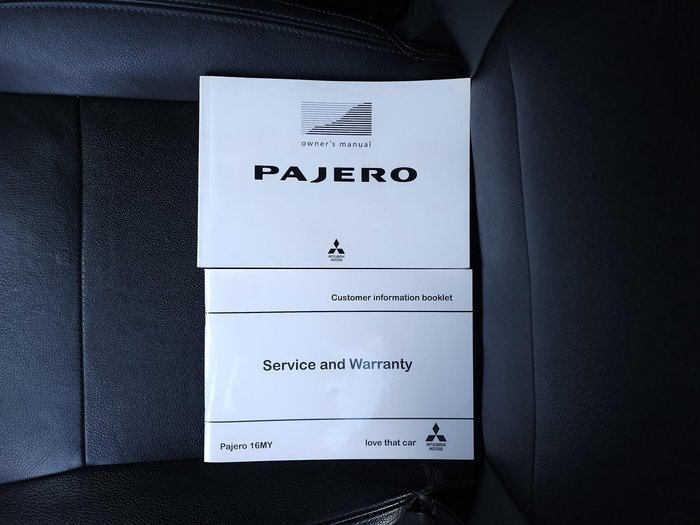 owner's manual
PAJERO
MITSUBISHI
MOTORS
Customer information booklet
Service and Warranty
Pajero 16MY
love that car
MITSUBISHI
MOTORS